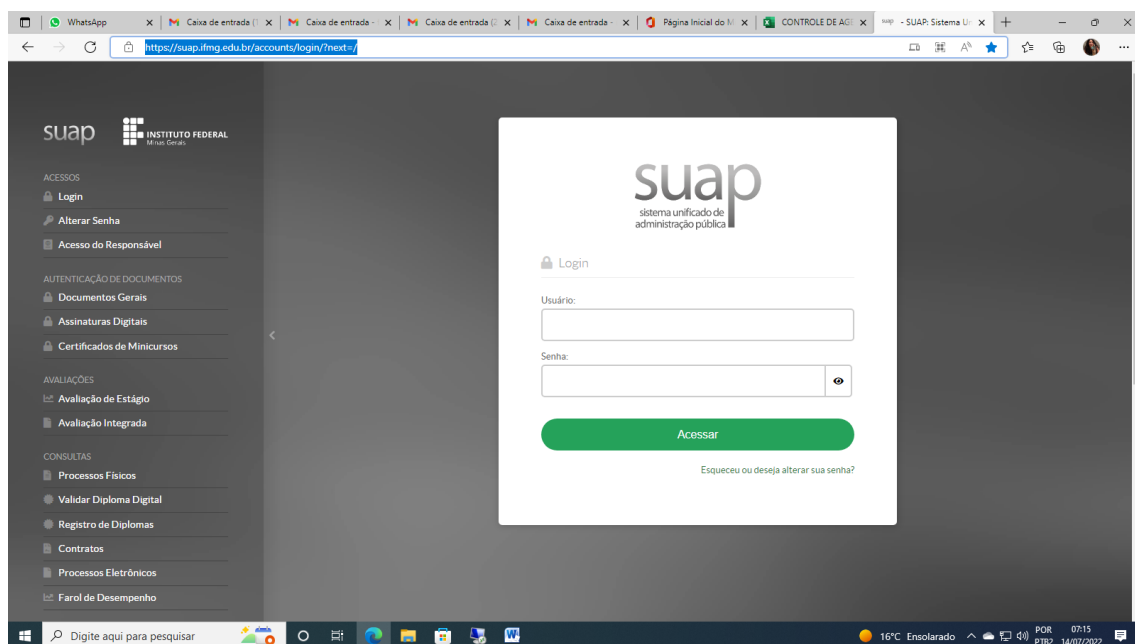 WhatsApp
Caixa de entrada (1
Caixa de entrada -
Caixa de entrada (2
Caixa de entrada -
Página Inicial do M
CONTROLE DE AGE
suap - SUAP: Sistema Un
https://suap.ifmg.edu.br/accounts/login/?next=/
suap
INSTITUTO FEDERAL
Minas Gerais
ACESSOS
Login
Alterar Senha
Acesso do Responsável
AUTENTICAÇÃO DE DOCUMENTOS
Documentos Gerais
Assinaturas Digitais
Certificados de Minicursos
AVALIAÇÕES
Avaliação de Estágio
Avaliação Integrada
CONSULTAS
Processos Físicos
Validar Diploma Digital
Registro de Diplomas
Contratos
Processos Eletrônicos
Farol de Desempenho
suap
sistema unificado de
administração pública
Login
Usuário:
Senha:
Acessar
Esqueceu ou deseja alterar sua senha?
Digite aqui para pesquisar
16°C Ensolarado
POR
PTB2
07:15
14/07/2022